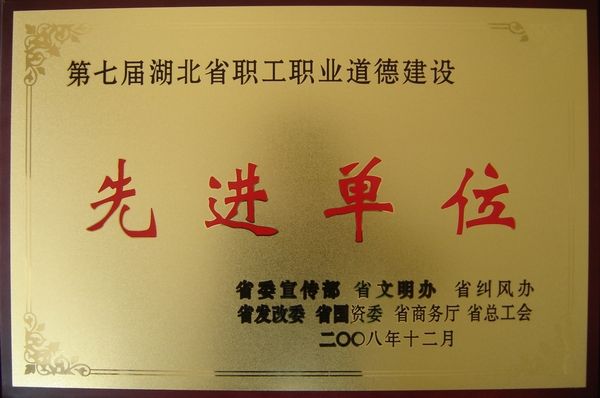 第七届湖北省职工职业道德建设
先进单位
省委宣传部 省文明办 省纠风办
省发改委 省国资委 省商务厅 省总工会
二〇〇八年十二月